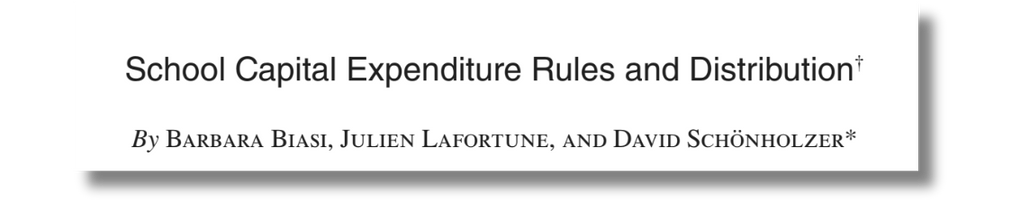 School Capital Expenditure Rules and Distribution†
By Barbara Biasi, Julien Lafortune, and David Schönholzer*